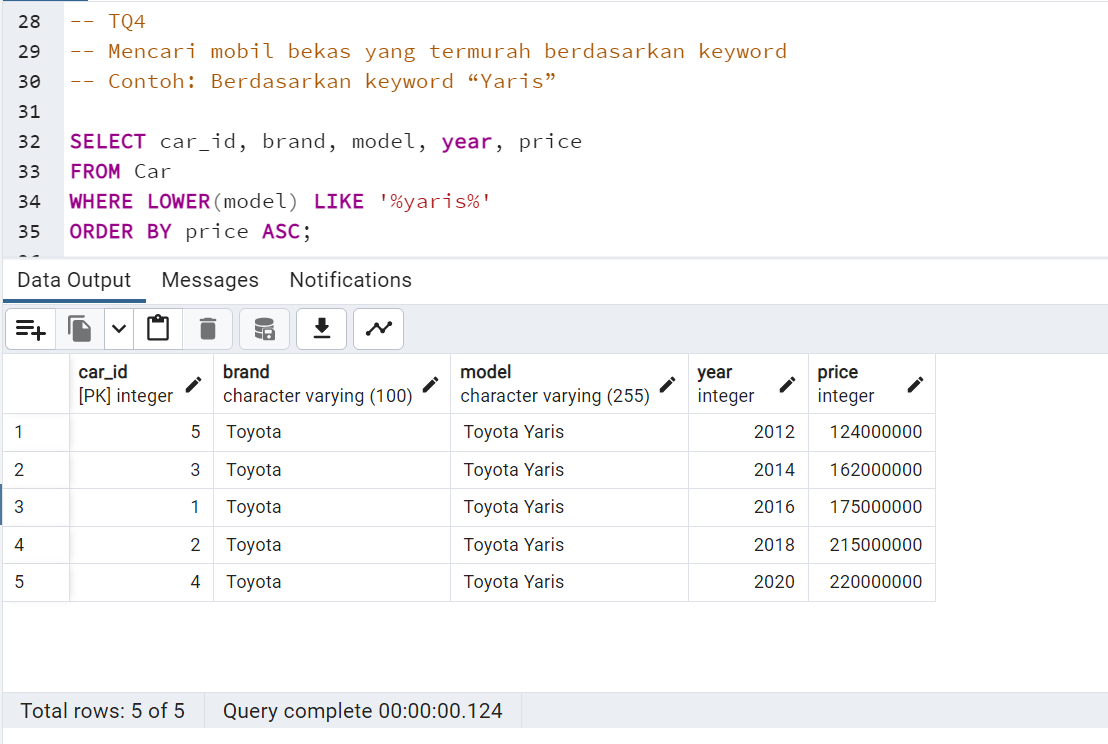 28 -- TQ4
29 -- Mencari mobil bekas yang termurah berdasarkan keyword
30 -- Contoh: Berdasarkan keyword “Yaris”
31
32 SELECT car_id, brand, model, year, price
33 FROM Car
34 WHERE LOWER(model) LIKE '%yaris%'
35 ORDER BY price ASC;
Data Output Messages Notifications
car_id brand model year price
[PK] integer character varying (100) character varying (255) integer integer
1 5 Toyota Toyota Yaris 2012 124000000
2 3 Toyota Toyota Yaris 2014 162000000
3 1 Toyota Toyota Yaris 2016 175000000
4 2 Toyota Toyota Yaris 2018 215000000
5 4 Toyota Toyota Yaris 2020 220000000
Total rows: 5 of 5 Query complete 00:00:00.124